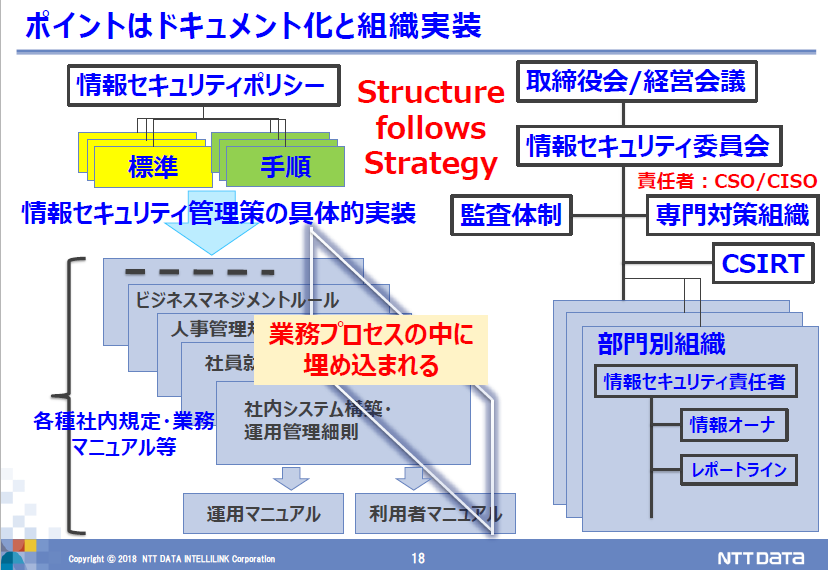 ポイントはドキュメント化と組織実装
情報セキュリティポリシー
標準
手順
情報セキュリティ管理策の具体的実装
Structure
follows
Strategy
ビジネスマネジメントルール
人事管理
社員
業務プロセスの中に
埋め込まれる
社内システム構築・
運用管理細則
各種社内規定・業務
マニュアル等
運用マニュアル
利用者マニュアル
取締役会/経営会議
情報セキュリティ委員会
責任者：CSO/CISO
監査体制
専門対策組織
CSIRT
部門別組織
情報セキュリティ責任者
情報オーナ
レポートライン
Copyright © 2018 NTT DATA INTELLILINK Corporation
18
NTT DATA